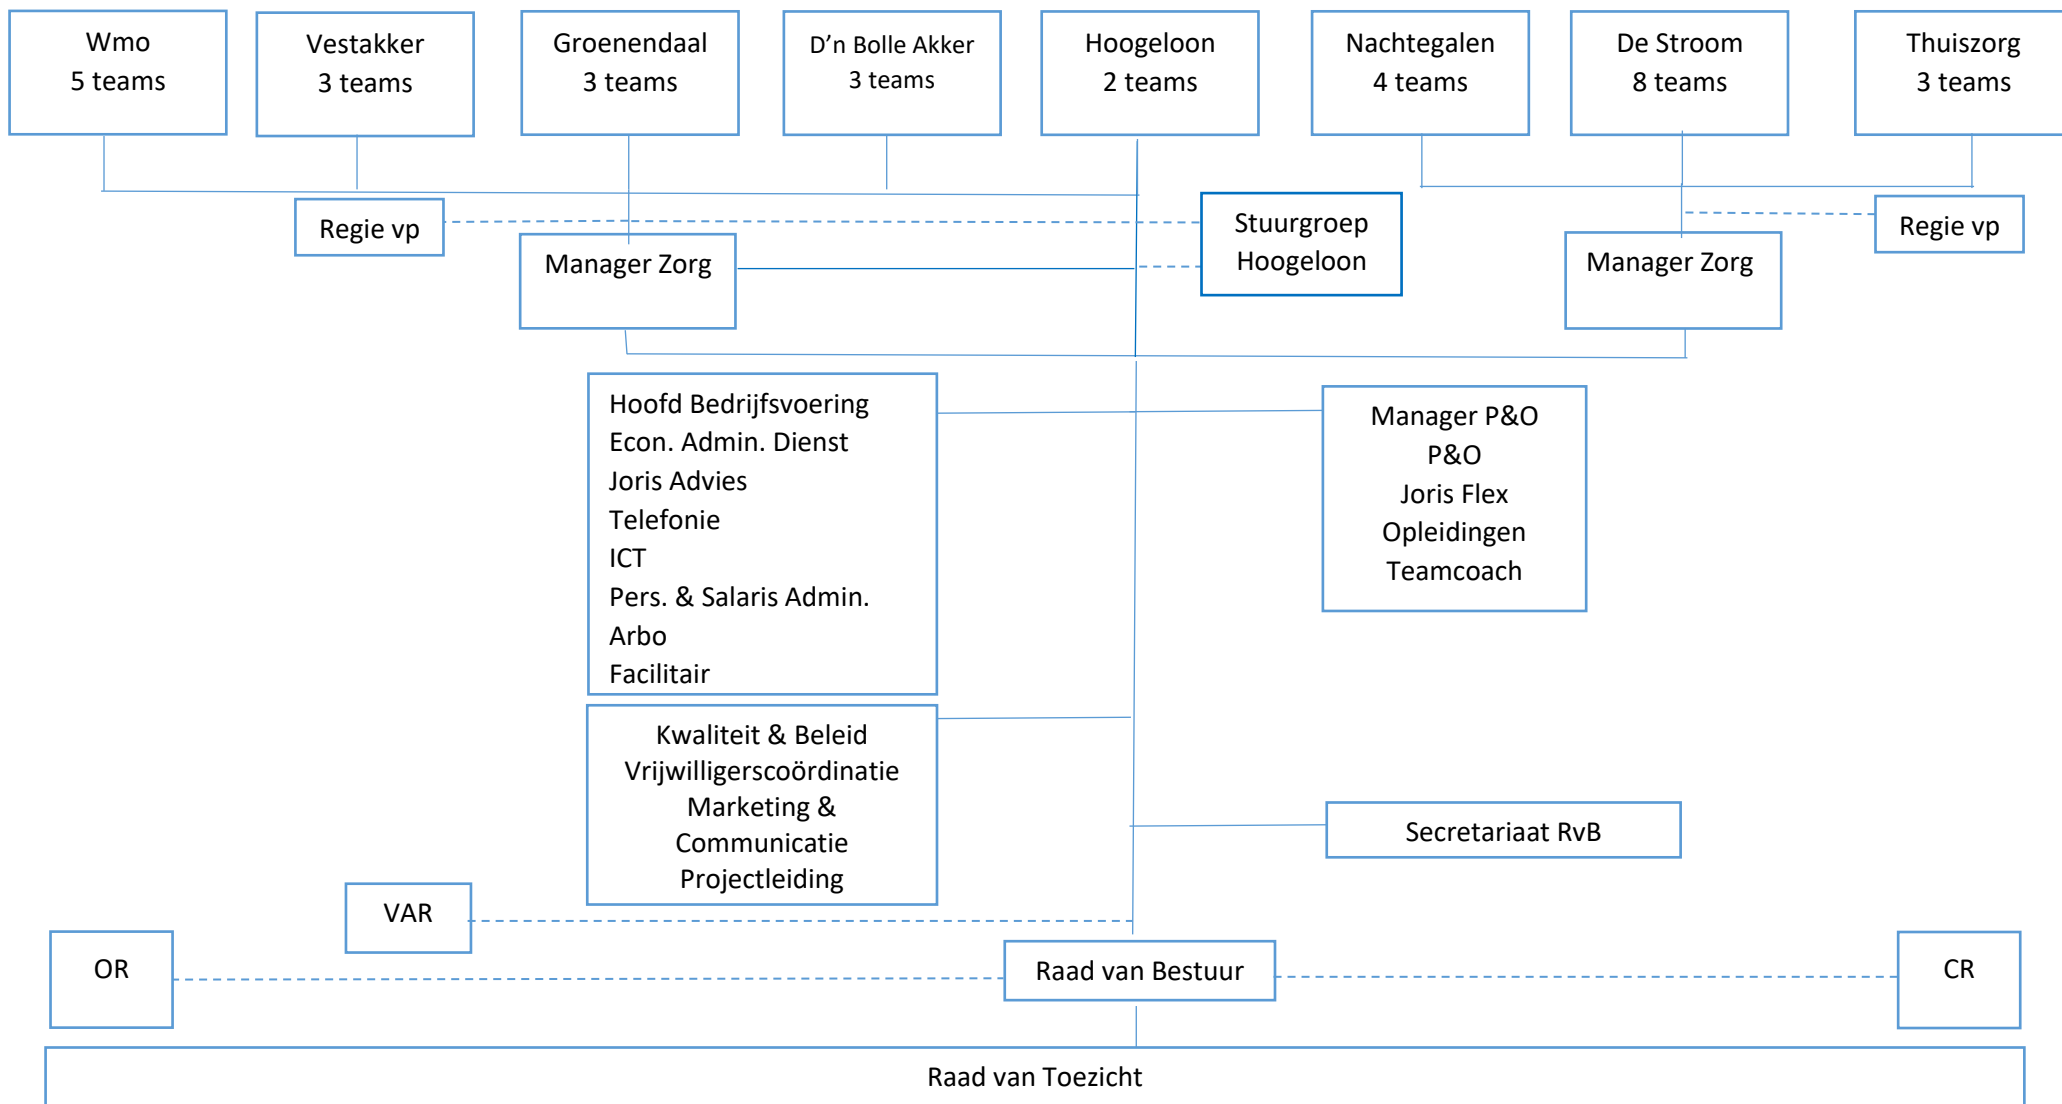 Wmo
5 teams
Vestakker
3 teams
Groenendaal
3 teams
D’n Bolle Akker
3 teams
Hoogeloon
2 teams
Nachtegalen
4 teams
De Stroom
8 teams
Thuiszorg
3 teams
Regie vp
Stuurgroep
Hoogeloon
Regie vp
Manager Zorg
Manager Zorg
Hoofd Bedrijfsvoering
Econ. Admin. Dienst
Joris Advies
Telefonie
ICT
Pers. & Salaris Admin.
Arbo
Facilitair
Manager P&O
P&O
Joris Flex
Opleidingen
Teamcoach
Kwaliteit & Beleid
Vrijwilligerscoördinatie
Marketing &
Communicatie
Projectleiding
Secretariaat RvB
VAR
OR
Raad van Bestuur
CR
Raad van Toezicht